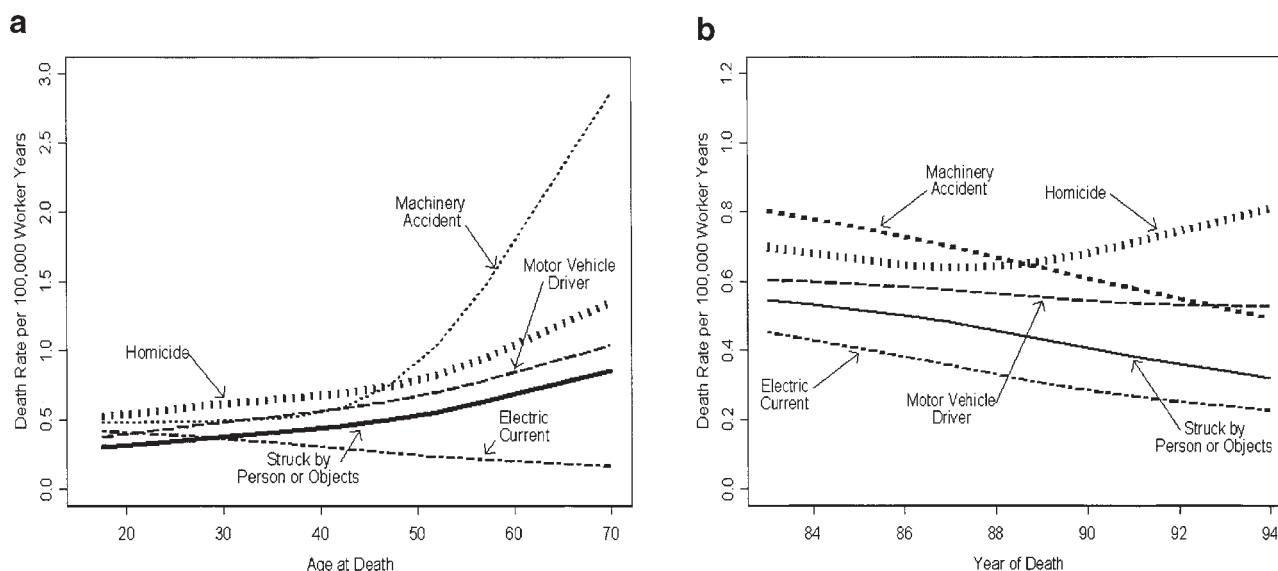 a
Death Rate per 100,000 Worker Years
3.0
2.5
2.0
1.5
1.0
0.5
0.0
Machinery
Accident
Motor Vehicle
Driver
Homicide
Electric
Current
Struck by
Person or Objects
20 30 40 50 60 70
Age at Death
b
Death Rate per 100,000 Worker Years
1.2
1.0
0.8
0.6
0.4
0.2
0.0
Machinery
Accident
Homicide
Electric
Current
Motor Vehicle
Driver
Struck by
Person or Objects
84 86 88 90 92 94
Year of Death